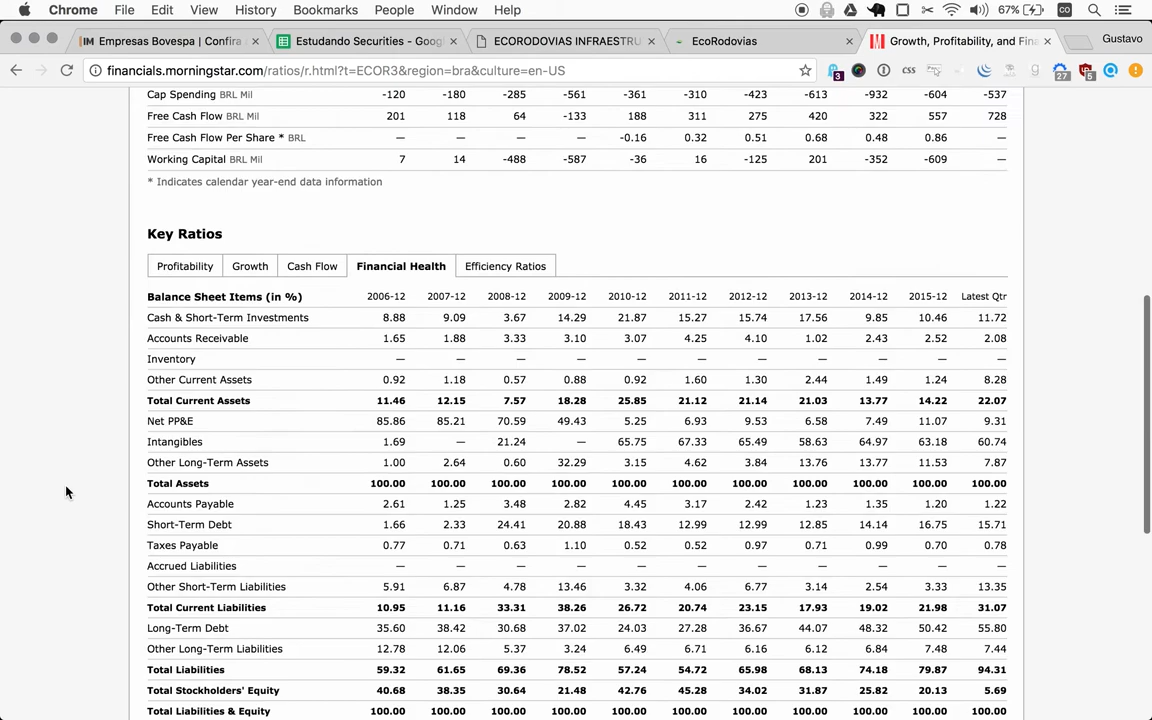 Chrome File Edit View History Bookmarks People Window Help 67% CO
IM Empresas Bovespa | Confira × Estudando Securities - Goog × ECORODOVIAS INFRAESTRU × EcoRodovias × Growth, Profitability, and Fina × Gustavo
financials.morningstar.com/ratios/r.html?t=ECOR3&region=bra&culture=en-US 3 CSS g 27 5
Cap Spending BRL Mil -120 -180 -285 -561 -361 -310 -423 -613 -932 -604 -537
Free Cash Flow BRL Mil 201 118 64 -133 188 311 275 420 322 557 728
Free Cash Flow Per Share * BRL — — — — -0.16 0.32 0.51 0.68 0.48 0.86 —
Working Capital BRL Mil 7 14 -488 -587 -36 16 -125 201 -352 -609 —
* Indicates calendar year-end data information
Key Ratios
Profitability Growth Cash Flow Financial Health Efficiency Ratios
Balance Sheet Items (in %) 2006-12 2007-12 2008-12 2009-12 2010-12 2011-12 2012-12 2013-12 2014-12 2015-12 Latest Qtr
Cash & Short-Term Investments 8.88 9.09 3.67 14.29 21.87 15.27 15.74 17.56 9.85 10.46 11.72
Accounts Receivable 1.65 1.88 3.33 3.10 3.07 4.25 4.10 1.02 2.43 2.52 2.08
Inventory — — — — — — — — — — —
Other Current Assets 0.92 1.18 0.57 0.88 0.92 1.60 1.30 2.44 1.49 1.24 8.28
Total Current Assets 11.46 12.15 7.57 18.28 25.85 21.12 21.14 21.03 13.77 14.22 22.07
Net PP&E 85.86 85.21 70.59 49.43 5.25 6.93 9.53 6.58 7.49 11.07 9.31
Intangibles 1.69 — 21.24 — 65.75 67.33 65.49 58.63 64.97 63.18 60.74
Other Long-Term Assets 1.00 2.64 0.60 32.29 3.15 4.62 3.84 13.76 13.77 11.53 7.87
Total Assets 100.00 100.00 100.00 100.00 100.00 100.00 100.00 100.00 100.00 100.00 100.00
Accounts Payable 2.61 1.25 3.48 2.82 4.45 3.17 2.42 1.23 1.35 1.20 1.22
Short-Term Debt 1.66 2.33 24.41 20.88 18.43 12.99 12.99 12.85 14.14 16.75 15.71
Taxes Payable 0.77 0.71 0.63 1.10 0.52 0.52 0.97 0.71 0.99 0.70 0.78
Accrued Liabilities — — — — — — — — — — —
Other Short-Term Liabilities 5.91 6.87 4.78 13.46 3.32 4.06 6.77 3.14 2.54 3.33 13.35
Total Current Liabilities 10.95 11.16 33.31 38.26 26.72 20.74 23.15 17.93 19.02 21.98 31.07
Long-Term Debt 35.60 38.42 30.68 37.02 24.03 27.28 36.67 44.07 48.32 50.42 55.80
Other Long-Term Liabilities 12.78 12.06 5.37 3.24 6.49 6.71 6.16 6.12 6.84 7.48 7.44
Total Liabilities 59.32 61.65 69.36 78.52 57.24 54.72 65.98 68.13 74.18 79.87 94.31
Total Stockholders' Equity 40.68 38.35 30.64 21.48 42.76 45.28 34.02 31.87 25.82 20.13 5.69
Total Liabilities & Equity 100.00 100.00 100.00 100.00 100.00 100.00 100.00 100.00 100.00 100.00 100.00